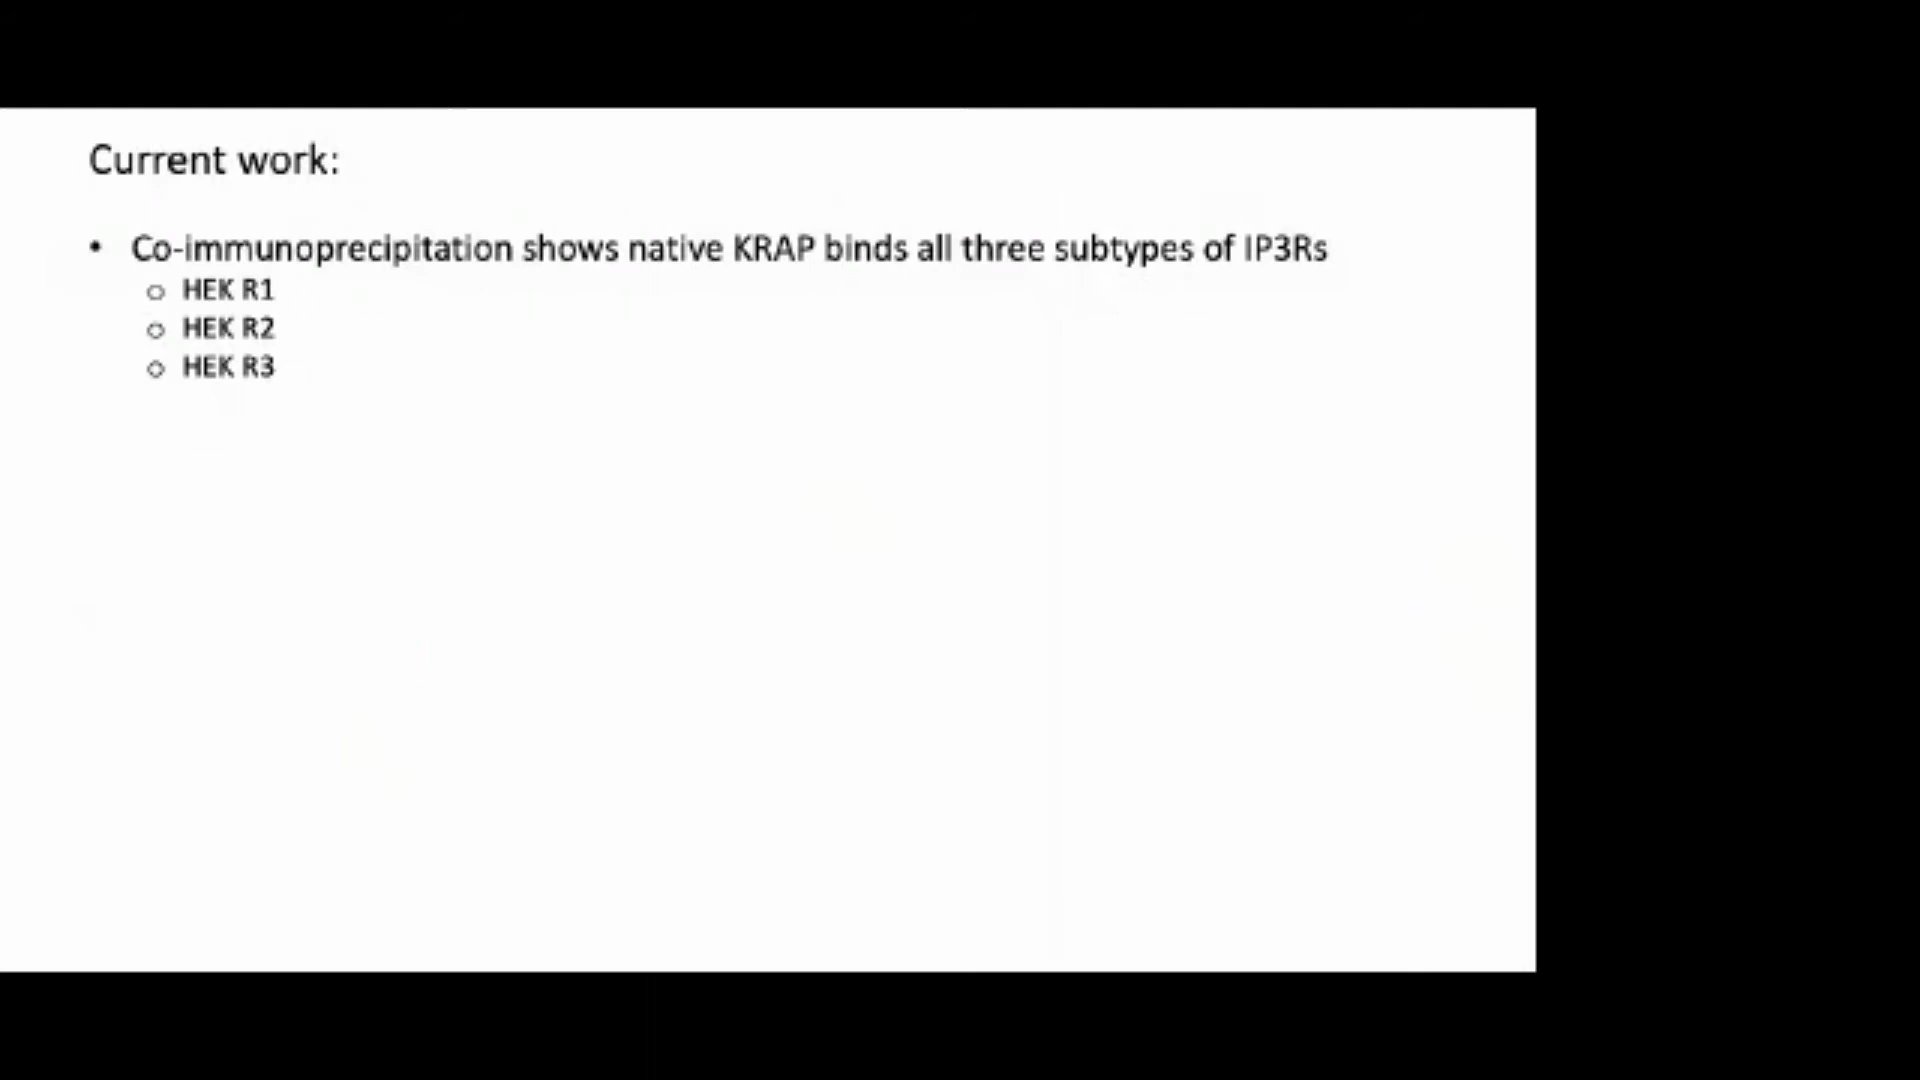 Current work:
• Co-immunoprecipitation shows native KRAP binds all three subtypes of IP3Rs
○ HEK R1
○ HEK R2
○ HEK R3